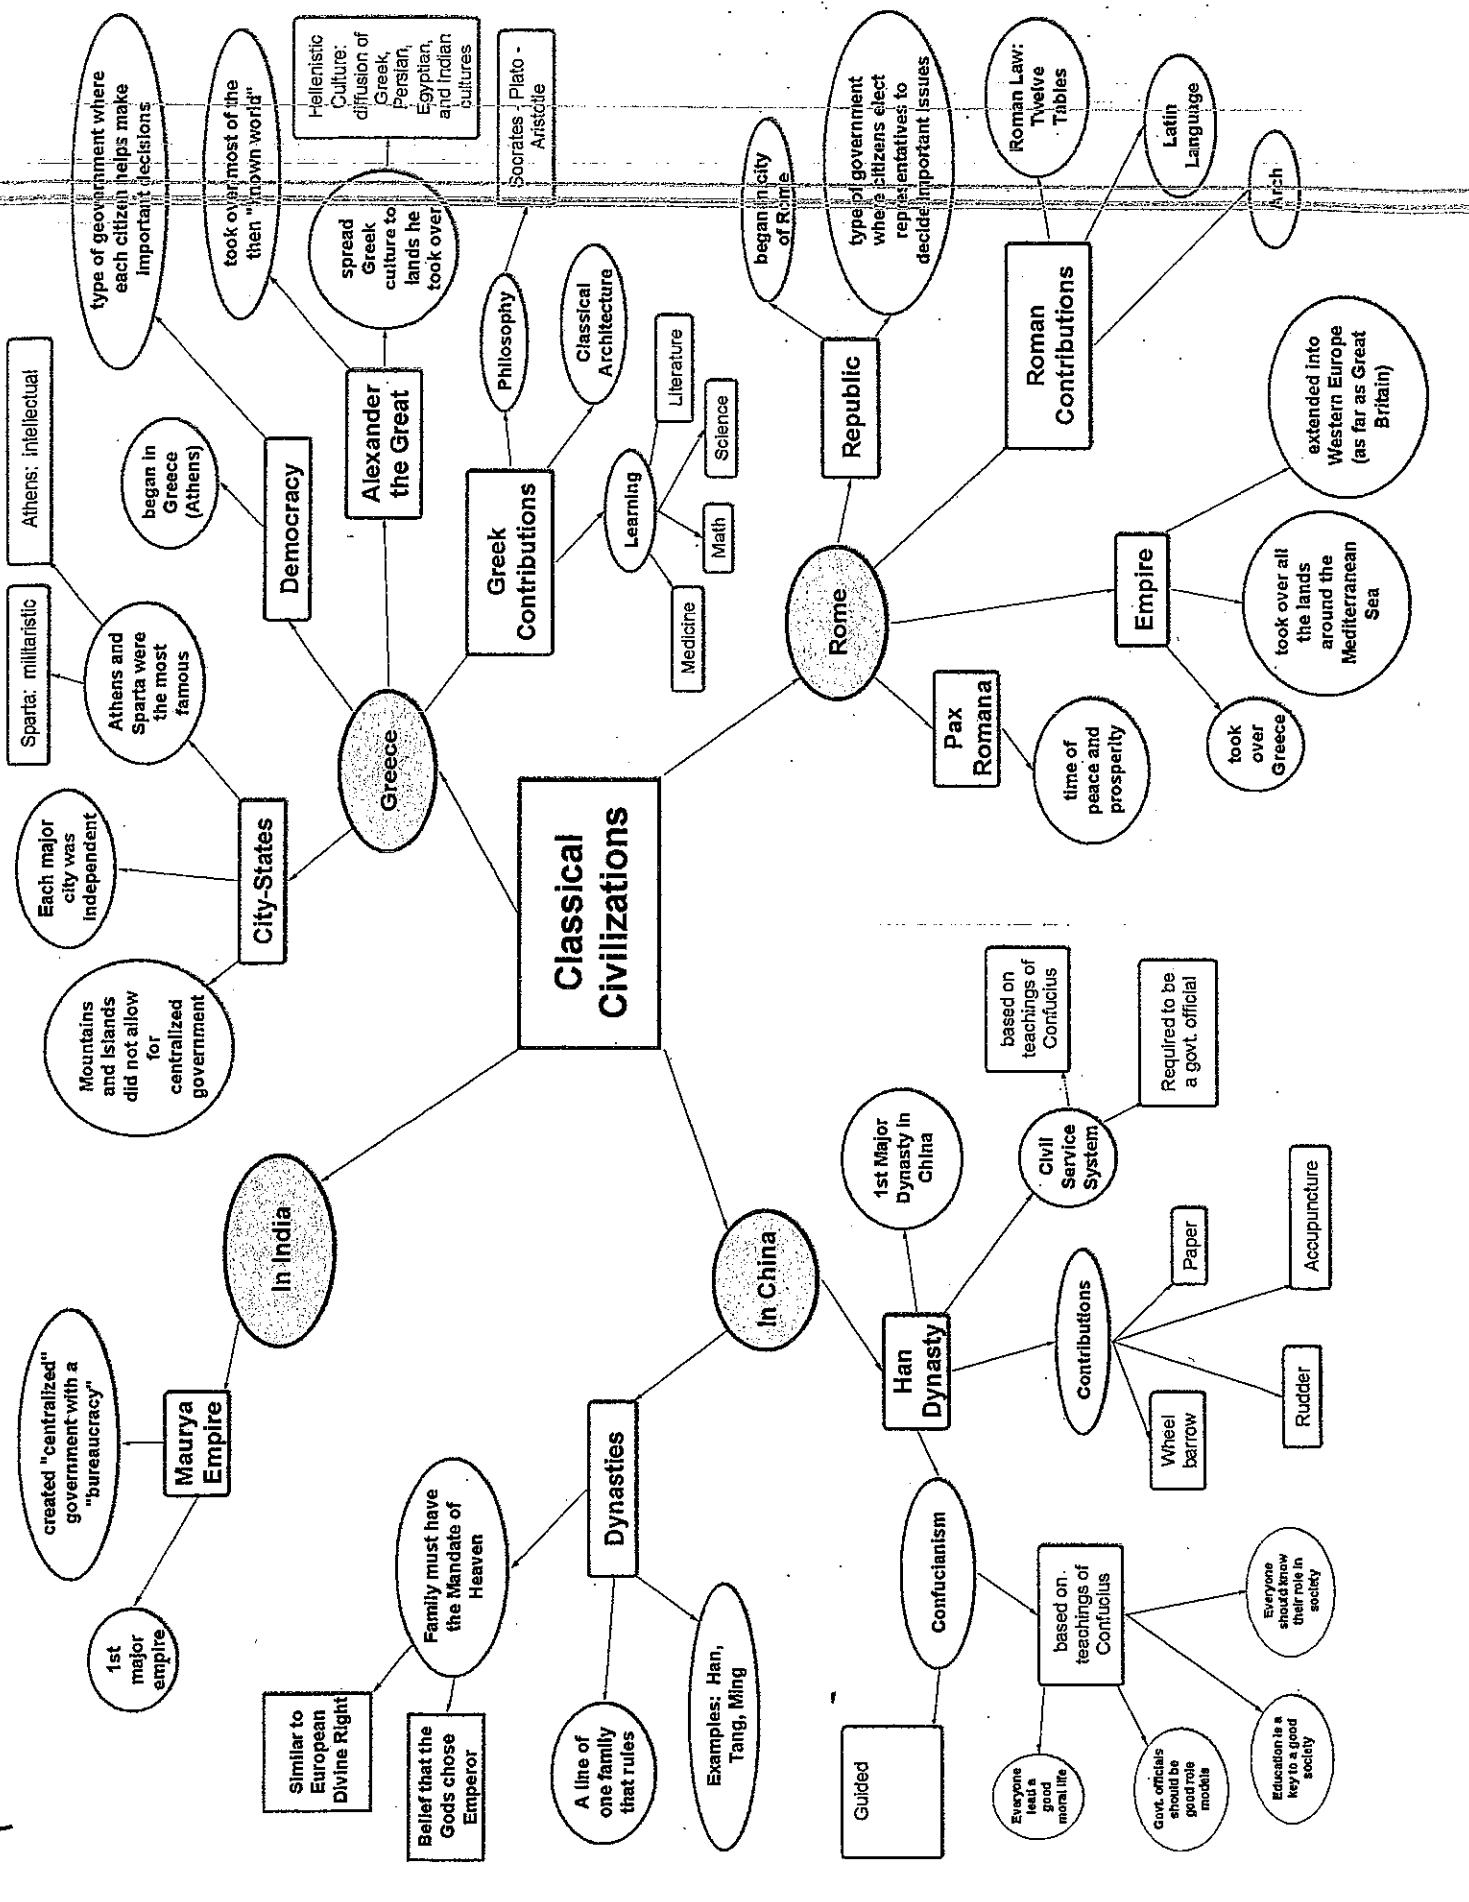 Classical
Civilizations
In India
Maurya
Empire
1st
major
empire
created "centralized"
government with a
"bureaucracy"
Greece
City-States
Mountains
and Islands
did not allow
for
centralized
government
Each major
city was
independent
Athens and
Sparta were
the most
famous
Sparta: militaristic
Athens: intellectual
Democracy
began in
Greece
(Athens)
type of government where
each citizen helps make
important decisions
Alexander
the Great
took over most of the
then "known world"
spread
Greek
culture to
lands he
took over
Hellenistic
Culture:
diffusion of
Greek,
Persian,
Egyptian,
and Indian
cultures
Greek
Contributions
Philosophy
Socrates - Plato -
Aristotle
Classical
Architecture
Learning
Medicine
Math
Science
Literature
In China
Dynasties
Family must have
the Mandate of
Heaven
Similar to
European
Divine Right
Belief that the
Gods chose
Emperor
A line of
one family
that rules
Examples: Han,
Tang, Ming
Han
Dynasty
1st Major
Dynasty in
China
Civil
Service
System
based on
teachings of
Confucius
Required to be
a govt. official
Contributions
Wheel
barrow
Rudder
Accupuncture
Paper
Confucianism
Guided
based on
teachings of
Confucius
Everyone
lead a
good
moral life
Govt. officials
should be
good role
models
Education is a
key to a good
society
Everyone
should know
their role in
society
Rome
Republic
began in city
of Rome
type of government
where citizens elect
representatives to
decide important issues
Roman
Contributions
Roman Law:
Twelve
Tables
Latin
Language
Arch
Empire
took
over
Greece
took over all
the lands
around the
Mediterranean
Sea
extended into
Western Europe
(as far as Great
Britain)
Pax
Romana
time of
peace and
prosperity